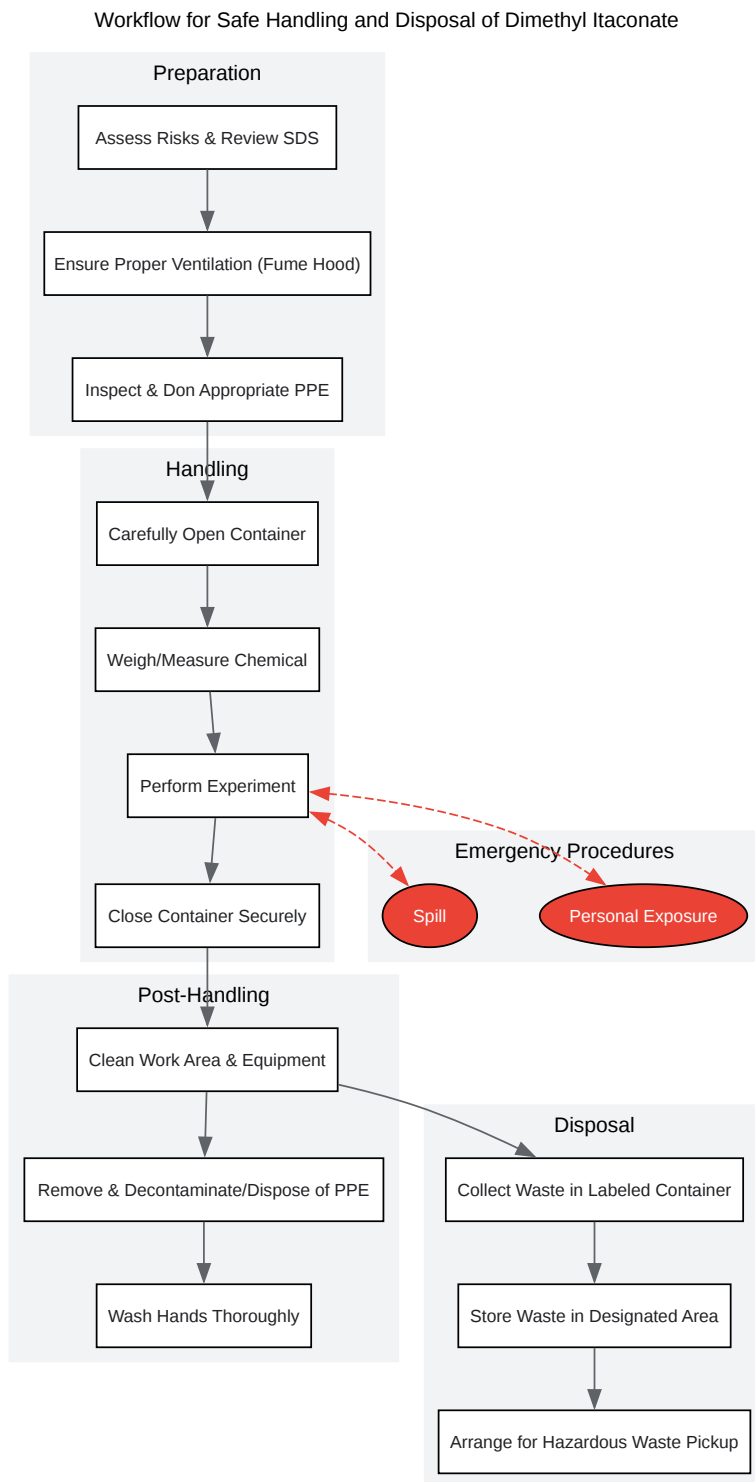 Workflow for Safe Handling and Disposal of Dimethyl Itaconate
Preparation
Assess Risks & Review SDS
Ensure Proper Ventilation (Fume Hood)
Inspect & Don Appropriate PPE
Handling
Carefully Open Container
Weigh/Measure Chemical
Perform Experiment
Close Container Securely
Emergency Procedures
Spill
Personal Exposure
Post-Handling
Clean Work Area & Equipment
Remove & Decontaminate/Dispose of PPE
Wash Hands Thoroughly
Disposal
Collect Waste in Labeled Container
Store Waste in Designated Area
Arrange for Hazardous Waste Pickup